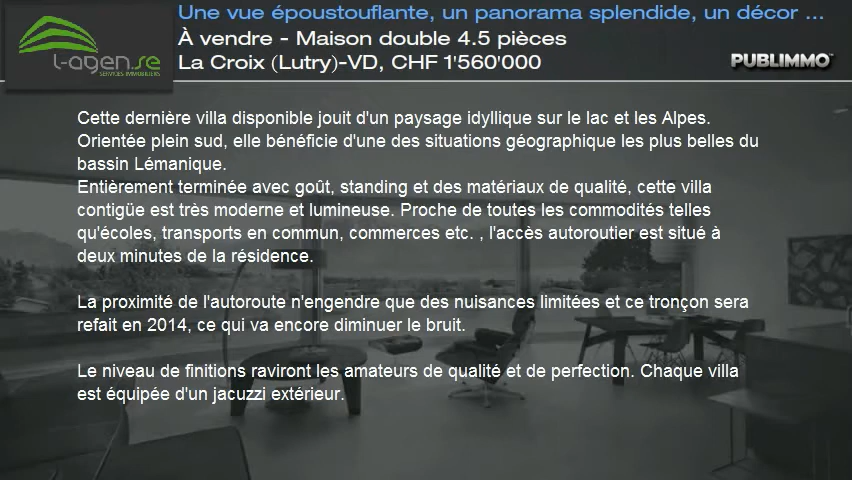 Une vue époustouflante, un panorama splendide, un décor ...
À vendre - Maison double 4.5 pièces
La Croix (Lutry)-VD, CHF 1'560'000
l-agen.se
SERVICES IMMOBILIERS
PUBLIMMO™
Cette dernière villa disponible jouit d'un paysage idyllique sur le lac et les Alpes.
Orientée plein sud, elle bénéficie d'une des situations géographique les plus belles du
bassin Lémanique.
Entièrement terminée avec goût, standing et des matériaux de qualité, cette villa
contigüe est très moderne et lumineuse. Proche de toutes les commodités telles
qu'écoles, transports en commun, commerces etc. , l'accès autoroutier est situé à
deux minutes de la résidence.
La proximité de l'autoroute n'engendre que des nuisances limitées et ce tronçon sera
refait en 2014, ce qui va encore diminuer le bruit.
Le niveau de finitions raviront les amateurs de qualité et de perfection. Chaque villa
est équipée d'un jacuzzi extérieur.